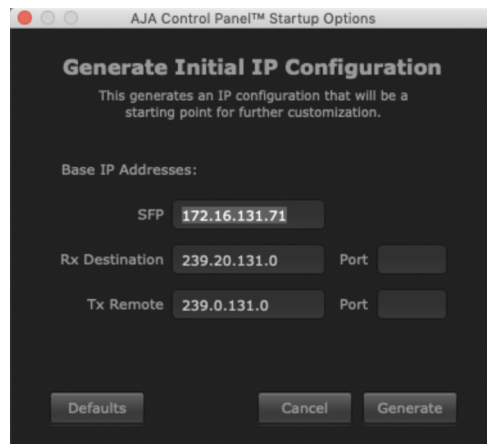 AJA Control Panel™ Startup Options
Generate Initial IP Configuration
This generates an IP configuration that will be a
starting point for further customization.
Base IP Addresses:
SFP 172.16.131.71
Rx Destination 239.20.131.0 Port
Tx Remote 239.0.131.0 Port
Defaults Cancel Generate